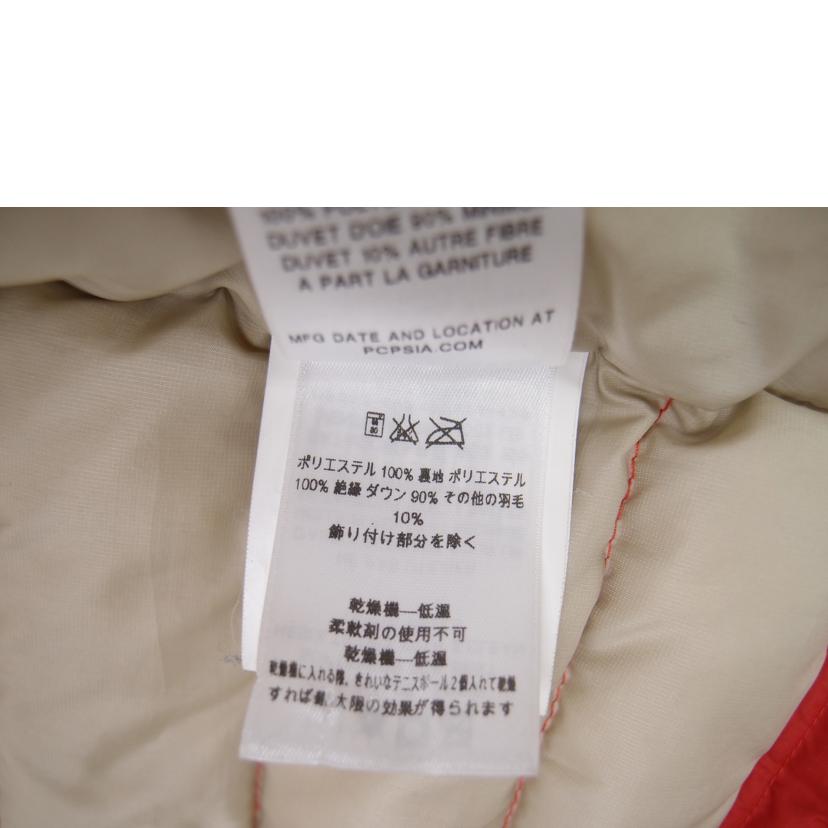 100%
DUVET D'OIE 90%
DUVET 10% AUTRE FIBRE
A PART LA GARNITURE
MFG DATE AND LOCATION AT
PCPSIA.COM
ポリエステル 100% 裏地 ポリエステル
100% 絶縁 ダウン 90% その他の羽毛
10%
飾り付け部分を除く
乾燥機—低温
柔軟剤の使用不可
乾燥機—低温
乾燥機に入れる際、きれいなテニスボール2個入れて乾燥
すれば最、大限の効果が得られます